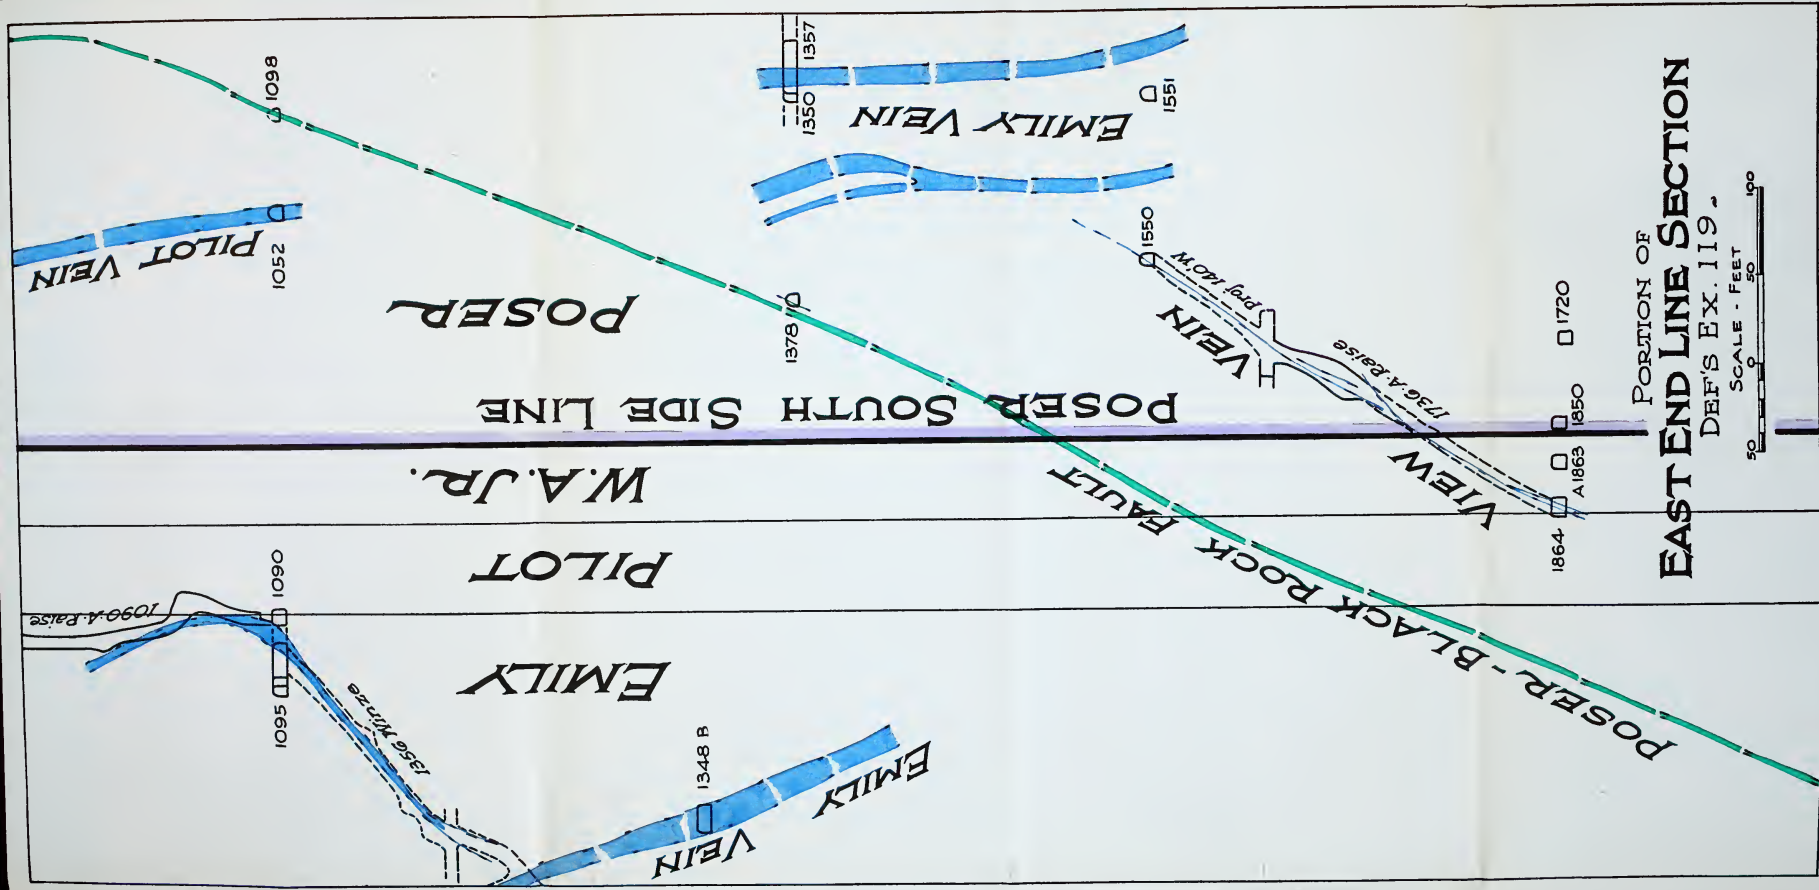 PORTION OF
EAST END LINE SECTION
DEF'S EX. 119.
SCALE - FEET
50 0 50 100
1098
PILOT VEIN
1052
POSER
1378
POSER SOUTH SIDE LINE
W.A. JR.
PILOT
EMILY
1090·A·Raise
1090
1095
1356 Winze
1348 B
EMILY
VEIN
1357
1350
EMILY VEIN
1551
1550
Proj 140' W
VEIN
VIEW
1736·A·Raise
1720
1850
A1863
1864
POSER - BLACK ROCK FAULT